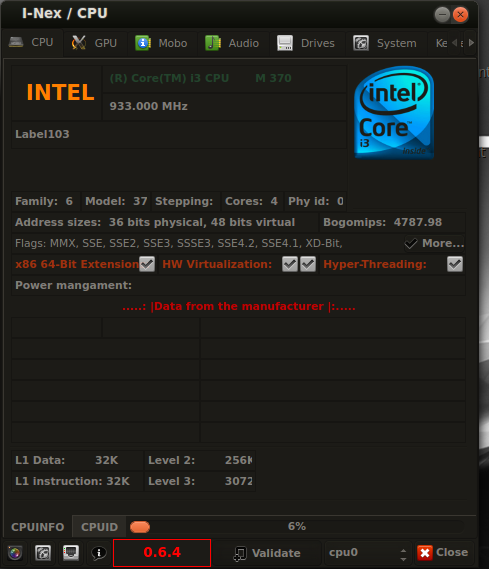 I-Nex / CPU
CPU GPU Mobo Audio Drives System Ke
INTEL
(R) Core(TM) i3 CPU M 370
933.000 MHz
intel
Core™
i3
inside
Label103
Family: 6 Model: 37 Stepping: Cores: 4 Phy id: 0
Address sizes: 36 bits physical, 48 bits virtual Bogomips: 4787.98
Flags: MMX, SSE, SSE2, SSE3, SSSE3, SSE4.2, SSE4.1, XD-Bit, More...
x86 64-Bit Extension HW Virtualization: Hyper-Threading:
Power mangament:
.....: |Data from the manufacturer |:.....
L1 Data: 32K Level 2: 256K
L1 instruction: 32K Level 3: 3072
CPUINFO CPUID 6%
0.6.4 Validate cpu0 Close